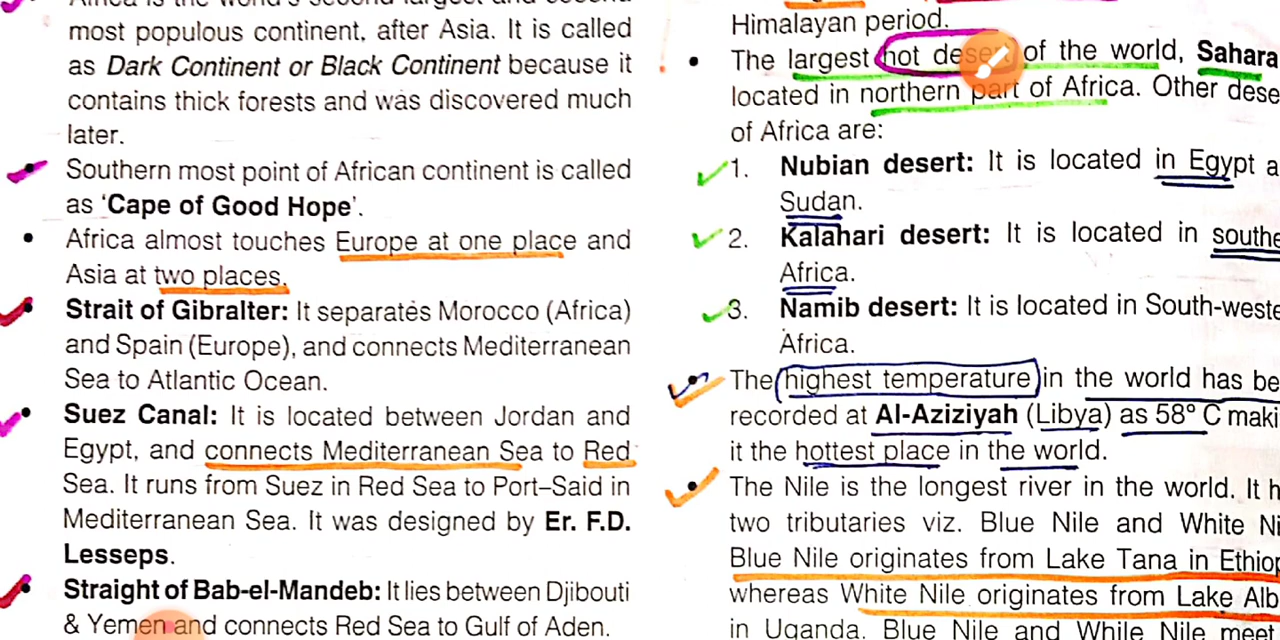 most populous continent, after Asia. It is called
as Dark Continent or Black Continent because it
contains thick forests and was discovered much
later.
Southern most point of African continent is called
as ‘Cape of Good Hope’.
• Africa almost touches Europe at one place and
Asia at two places.
Strait of Gibralter: It separates Morocco (Africa)
and Spain (Europe), and connects Mediterranean
Sea to Atlantic Ocean.
• Suez Canal: It is located between Jordan and
Egypt, and connects Mediterranean Sea to Red
Sea. It runs from Suez in Red Sea to Port–Said in
Mediterranean Sea. It was designed by Er. F.D.
Lesseps.
• Straight of Bab-el-Mandeb: It lies between Djibouti
& Yemen and connects Red Sea to Gulf of Aden.
Himalayan period.
• The largest hot desert of the world, Sahara
located in northern part of Africa. Other dese
of Africa are:
1. Nubian desert: It is located in Egypt a
Sudan.
2. Kalahari desert: It is located in southe
Africa.
3. Namib desert: It is located in South-weste
Africa.
• The highest temperature in the world has be
recorded at Al-Aziziyah (Libya) as 58° C maki
it the hottest place in the world.
• The Nile is the longest river in the world. It h
two tributaries viz. Blue Nile and White Ni
Blue Nile originates from Lake Tana in Ethiop
whereas White Nile originates from Lake Alb
in Uganda. Blue Nile and White Nile meet